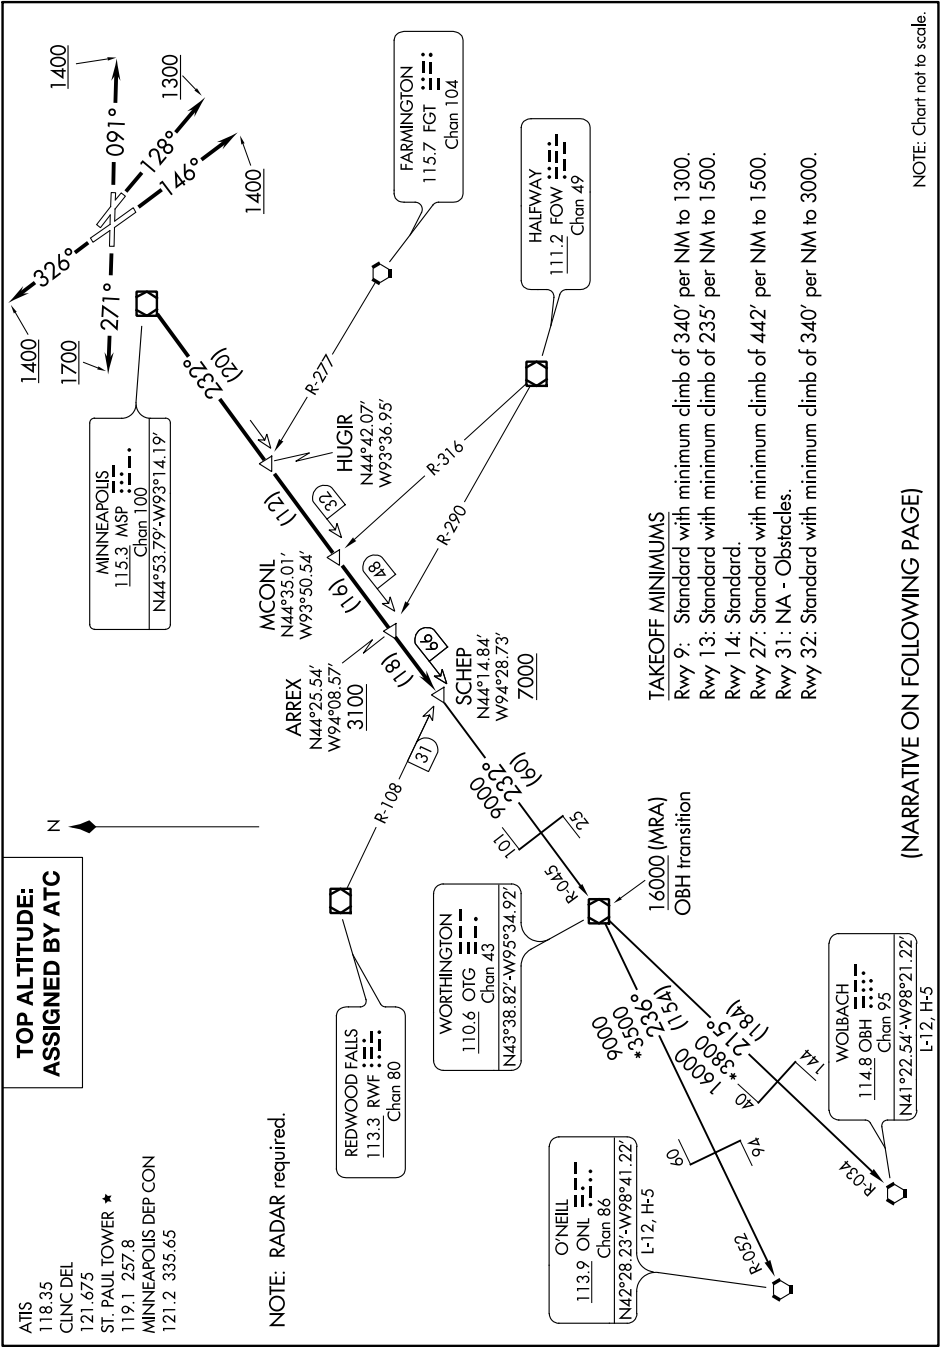 TOP ALTITUDE:
ASSIGNED BY ATC
ATIS
118.35
CLNC DEL
121.675
ST. PAUL TOWER ★
119.1 257.8
MINNEAPOLIS DEP CON
121.2 335.65
NOTE: RADAR required.
N
1400
326°
1400
091°
1300
128°
146°
1400
271°
1700
MINNEAPOLIS
115.3 MSP
Chan 100
N44°53.79'-W93°14.19'
232°
(20)
FARMINGTON
115.7 FGT
Chan 104
R-277
HUGIR
N44°42.07'
W93°36.95'
(12)
32
HALFWAY
111.2 FOW
Chan 49
R-316
R-290
MCONL
N44°35.01'
W93°50.54'
(16)
48
ARREX
N44°25.54'
W94°08.57'
3100
(18)
66
SCHEP
N44°14.84'
W94°28.73'
7000
REDWOOD FALLS
113.3 RWF
Chan 80
R-108
31
9000
232°
(60)
101
25
R-045
WORTHINGTON
110.6 OTG
Chan 43
N43°38.82'-W95°34.92'
16000 (MRA)
OBH transition
9000
*3500
236°
(154)
60
94
R-052
O'NEILL
113.9 ONL
Chan 86
N42°28.23'-W98°41.22'
L-12, H-5
16000
*3800
215°
(184)
40
144
R-034
WOLBACH
114.8 OBH
Chan 95
N41°22.54'-W98°21.22'
L-12, H-5
TAKEOFF MINIMUMS
Rwy 9: Standard with minimum climb of 340' per NM to 1300.
Rwy 13: Standard with minimum climb of 235' per NM to 1500.
Rwy 14: Standard.
Rwy 27: Standard with minimum climb of 442' per NM to 1500.
Rwy 31: NA - Obstacles.
Rwy 32: Standard with minimum climb of 340' per NM to 3000.
(NARRATIVE ON FOLLOWING PAGE)
NOTE: Chart not to scale.